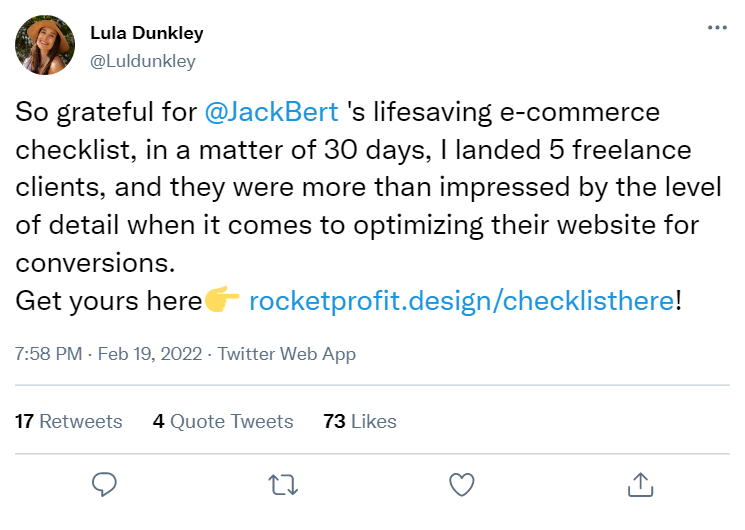 Lula Dunkley
@Luldunkley
So grateful for @JackBert 's lifesaving e-commerce
checklist, in a matter of 30 days, I landed 5 freelance
clients, and they were more than impressed by the level
of detail when it comes to optimizing their website for
conversions.
Get yours here👉 rocketprofit.design/checklisthere!
7:58 PM · Feb 19, 2022 · Twitter Web App
17 Retweets 4 Quote Tweets 73 Likes